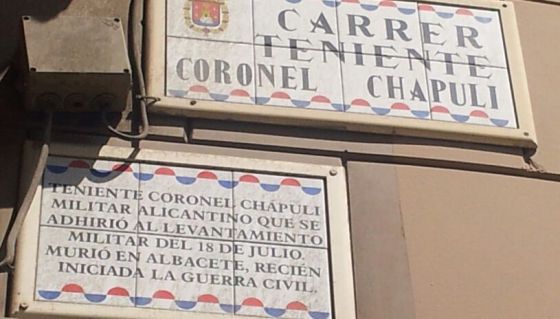 CARRER
TENIENTE
CORONEL CHAPULI
TENIENTE CORONEL CHÁPULI
MILITAR ALICANTINO QUE SE
ADHIRIÓ AL LEVANTAMIENTO
MILITAR DEL 18 DE JULIO.
MURIÓ EN ALBACETE, RECIÉN
INICIADA LA GUERRA CIVIL.